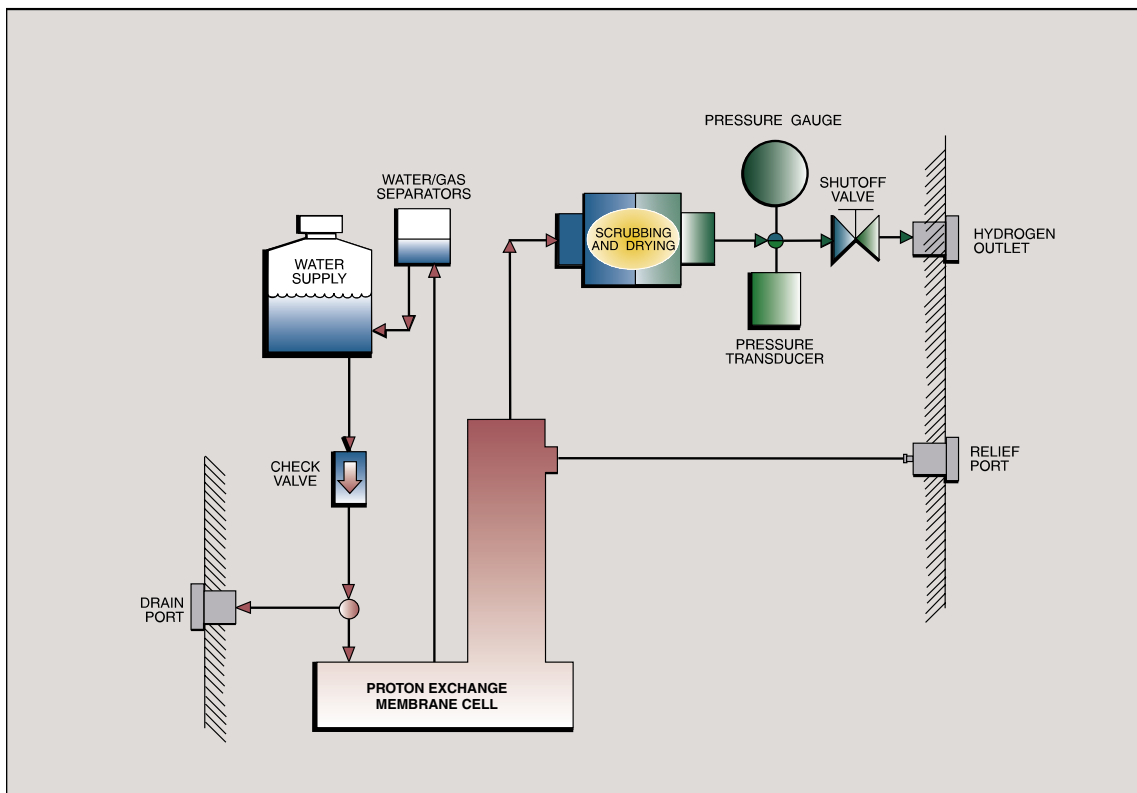 PRESSURE GAUGE
WATER/GAS
SEPARATORS
SHUTOFF
VALVE
WATER
SUPPLY
SCRUBBING
AND DRYING
HYDROGEN
OUTLET
PRESSURE
TRANSDUCER
CHECK
VALVE
RELIEF
PORT
DRAIN
PORT
PROTON EXCHANGE
MEMBRANE CELL